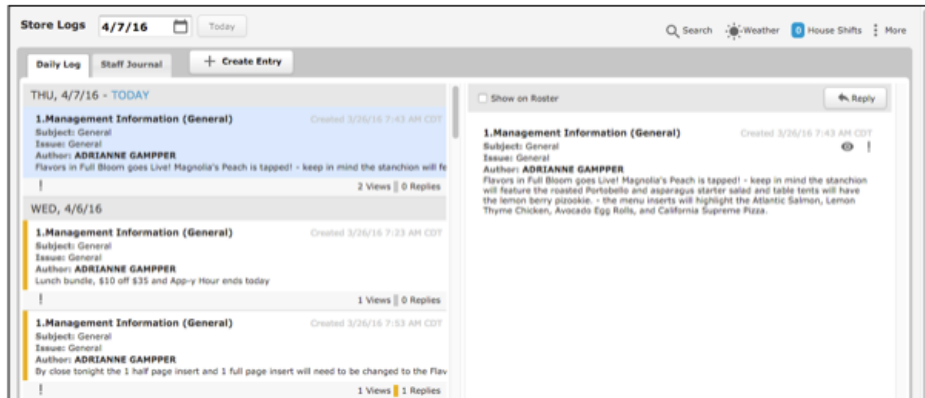 Store Logs 4/7/16 Today
Search Weather 0 House Shifts More
Daily Log Staff Journal + Create Entry
THU, 4/7/16 - TODAY
1.Management Information (General) Created 3/26/16 7:43 AM CDT
Subject: General
Issue: General
Author: ADRIANNE GAMPPER
Flavors in Full Bloom goes Live! Magnolia's Peach is tapped! - keep in mind the stanchion will fe
! 2 Views 0 Replies
WED, 4/6/16
1.Management Information (General) Created 3/26/16 7:23 AM CDT
Subject: General
Issue: General
Author: ADRIANNE GAMPPER
Lunch bundle, $10 off $35 and App-y Hour ends today
! 1 Views 0 Replies
1.Management Information (General) Created 3/26/16 7:53 AM CDT
Subject: General
Issue: General
Author: ADRIANNE GAMPPER
By close tonight the 1 half page insert and 1 full page insert will need to be changed to the Flav
! 1 Views 1 Replies
Show on Roster Reply
1.Management Information (General) Created 3/26/16 7:43 AM CDT
Subject: General !
Issue: General
Author: ADRIANNE GAMPPER
Flavors in Full Bloom goes Live! Magnolia's Peach is tapped! - keep in mind the stanchion
will feature the roasted Portobello and asparagus starter salad and table tents will have
the lemon berry pizookie. - the menu inserts will highlight the Atlantic Salmon, Lemon
Thyme Chicken, Avocado Egg Rolls, and California Supreme Pizza.